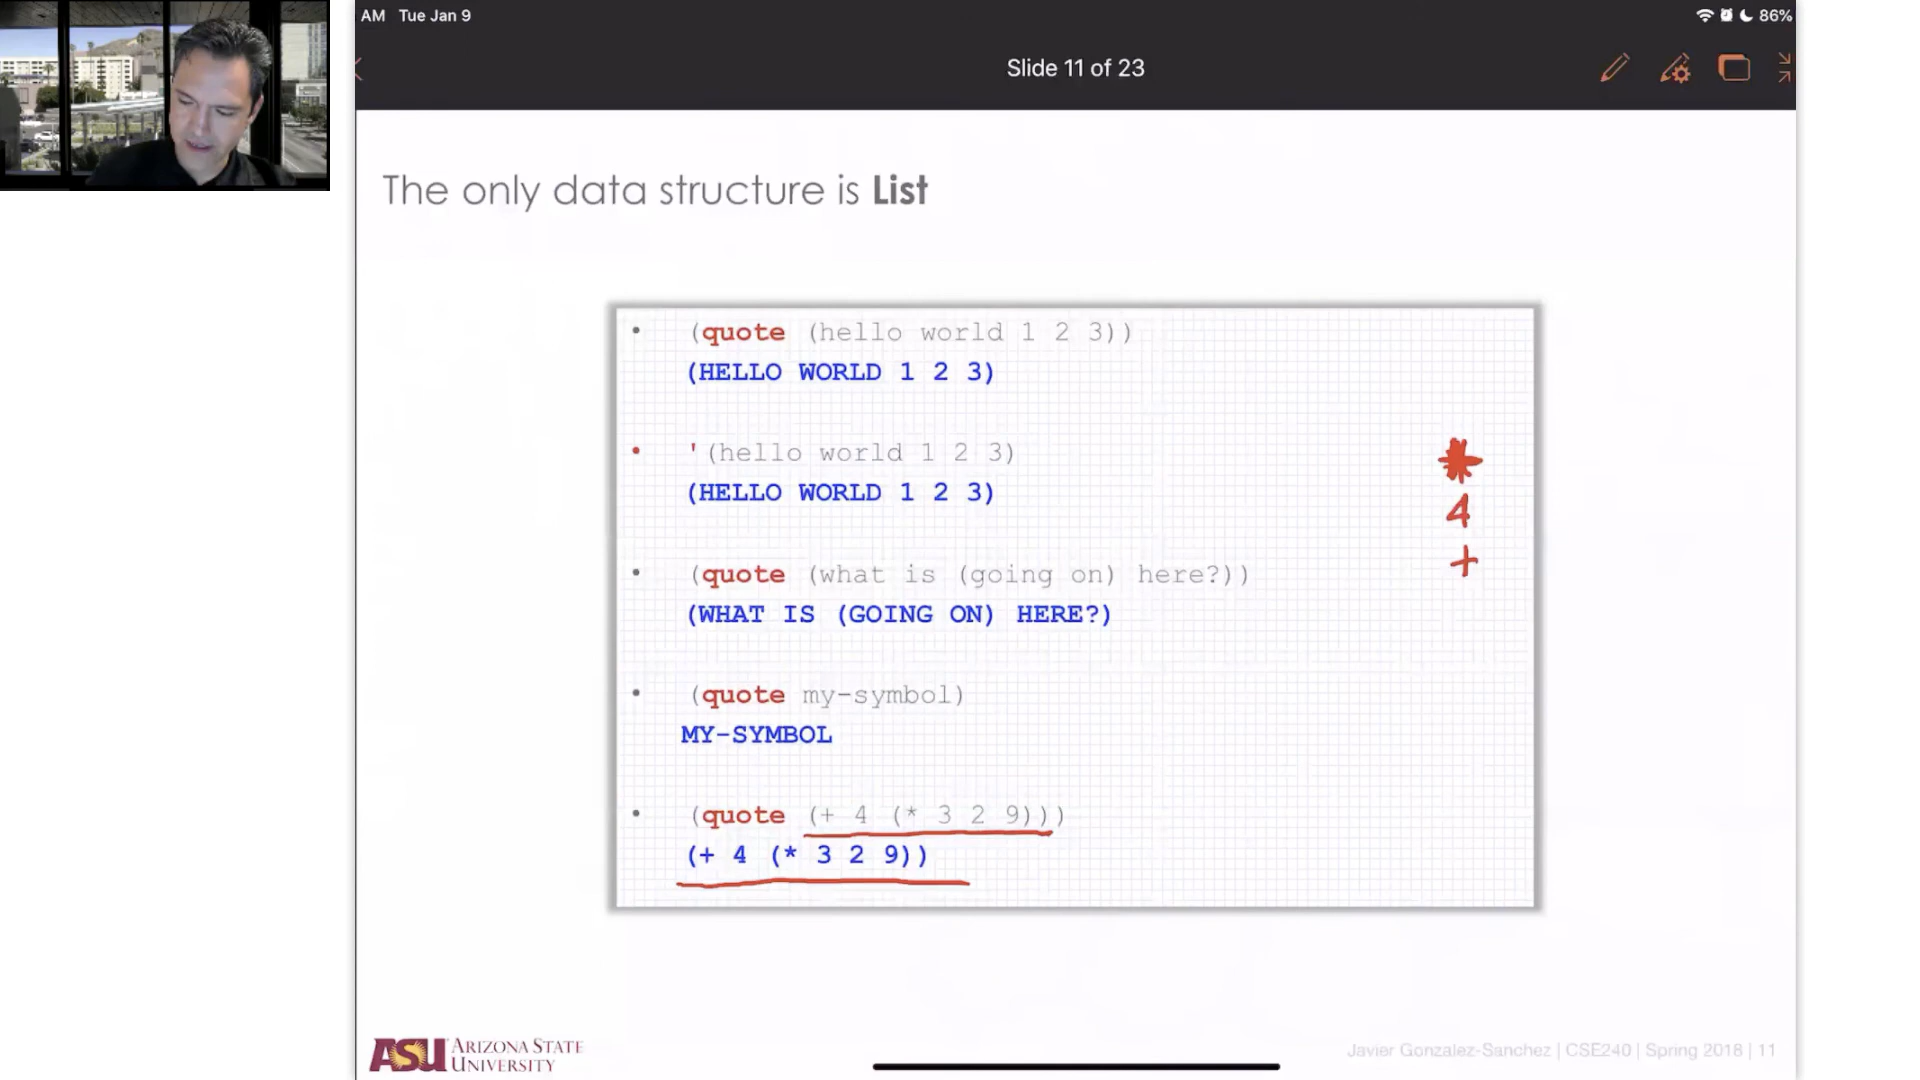 AM Tue Jan 9
86%
Slide 11 of 23
The only data structure is List
• (quote (hello world 1 2 3))
(HELLO WORLD 1 2 3)
• '(hello world 1 2 3)
(HELLO WORLD 1 2 3)
• (quote (what is (going on) here?))
(WHAT IS (GOING ON) HERE?)
• (quote my-symbol)
MY-SYMBOL
• (quote (+ 4 (* 3 2 9)))
(+ 4 (* 3 2 9))
*
4
+
ASU ARIZONA STATE
UNIVERSITY
Javier Gonzalez-Sanchez | CSE240 | Spring 2018 | 11